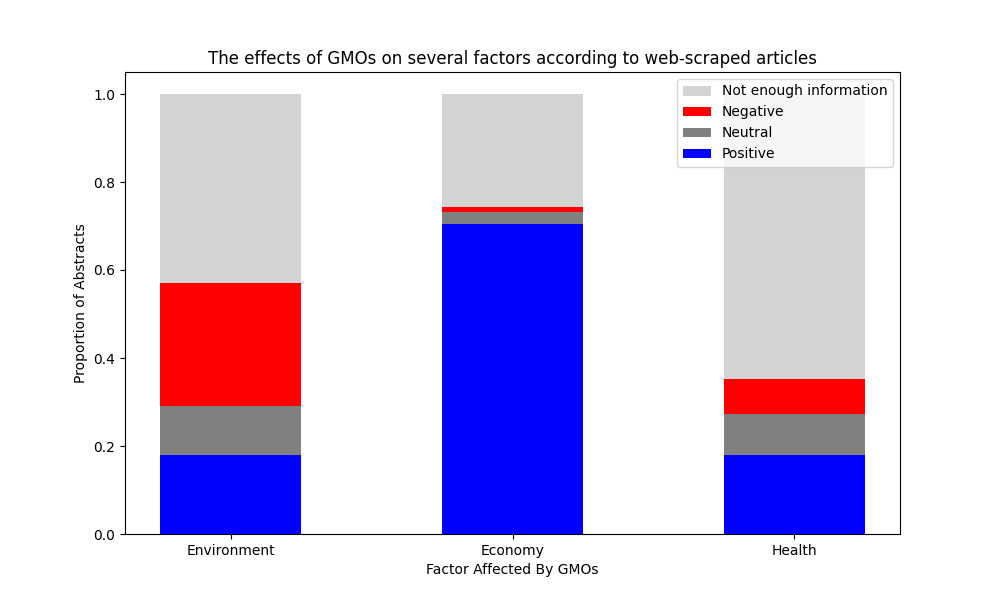 The effects of GMOs on several factors according to web-scraped articles
Not enough information
Negative
Neutral
Positive
1.0
0.8
0.6
0.4
0.2
0.0
Proportion of Abstracts
Environment
Economy
Health
Factor Affected By GMOs